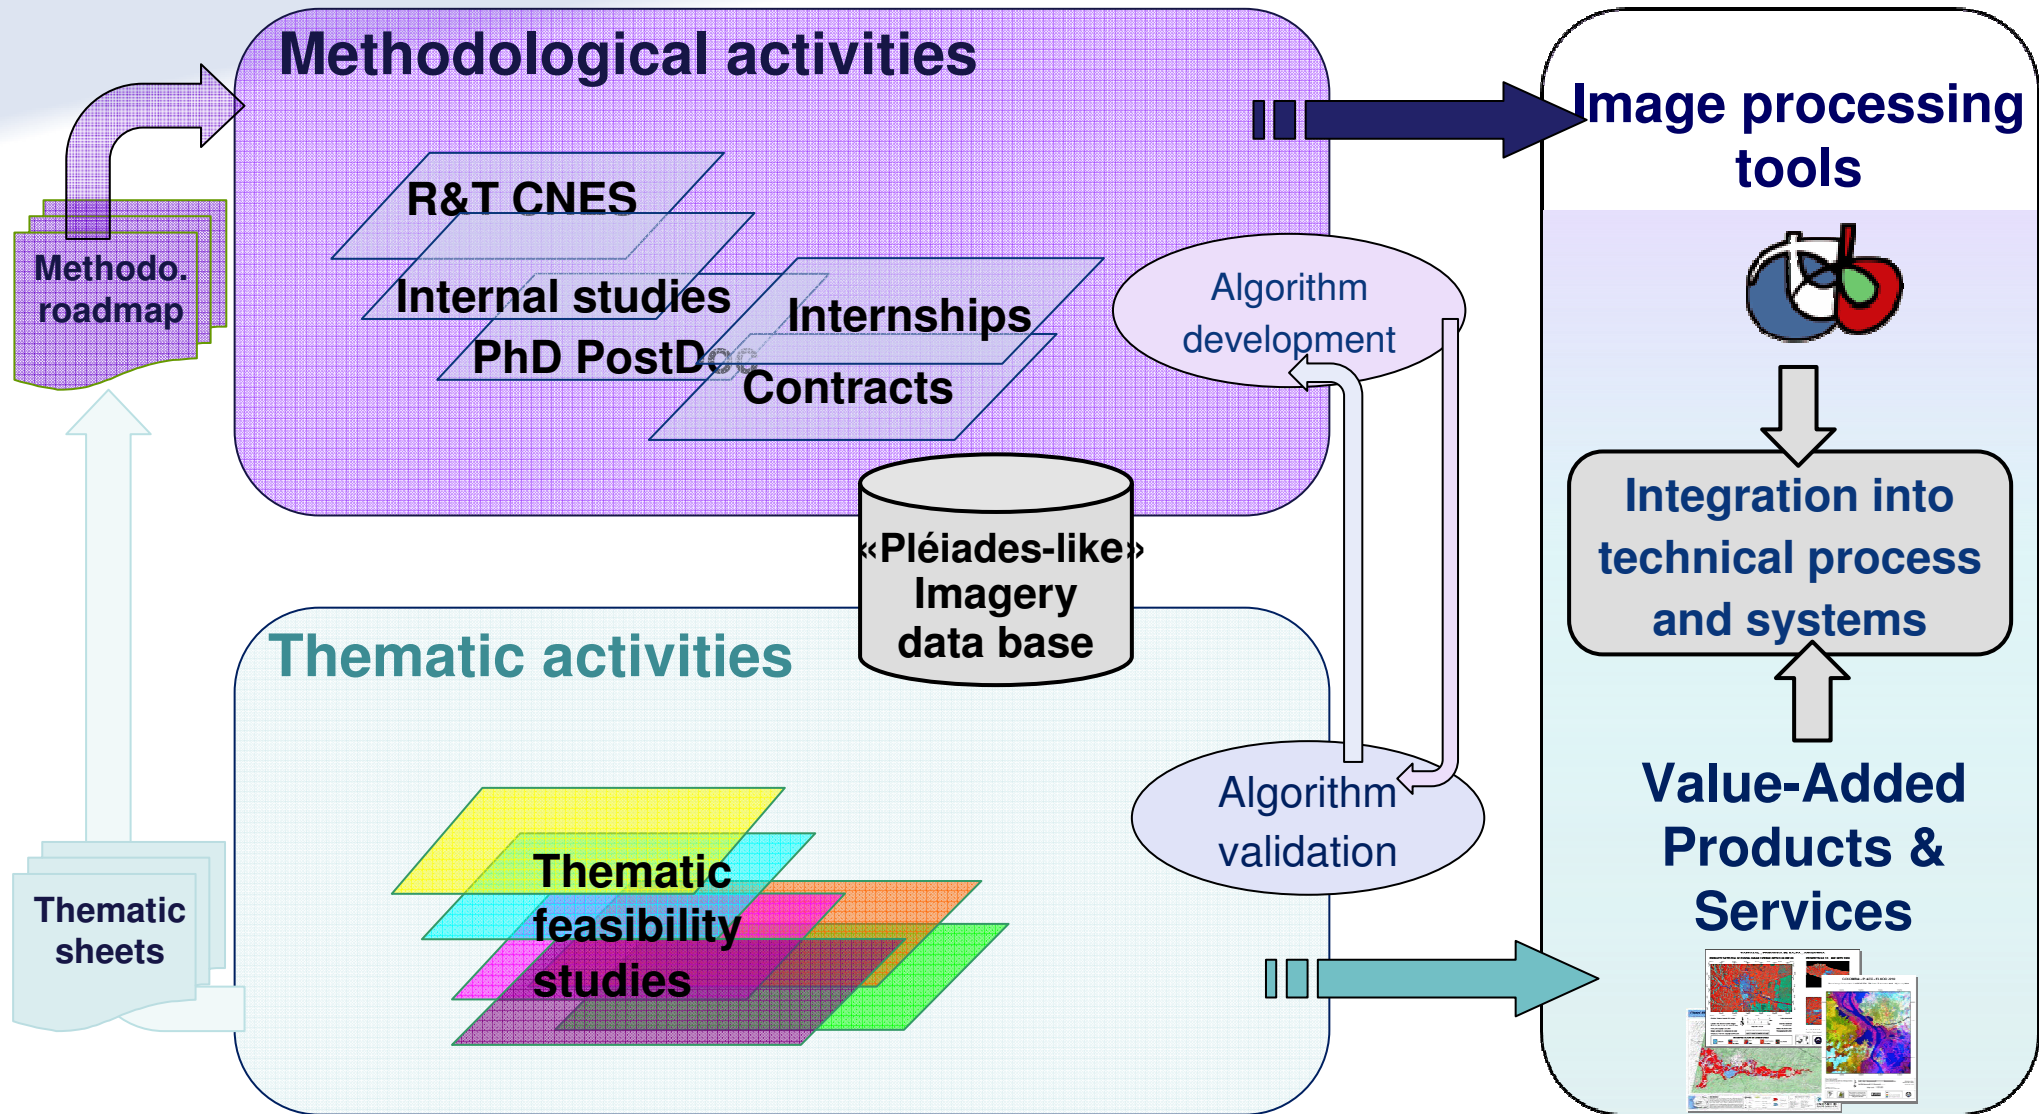 Methodological activities
R&T CNES
Internal studies
PhD PostDoc
Internships
Contracts
Methodo.
roadmap
Algorithm
development
«Pléiades-like»
Imagery
data base
Thematic activities
Thematic
feasibility
studies
Algorithm
validation
Thematic
sheets
Image processing
tools
Integration into
technical process
and systems
Value-Added
Products &
Services